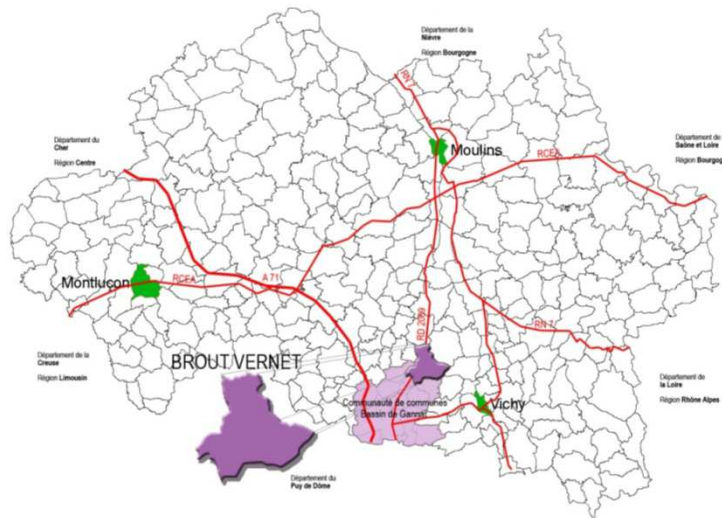 Département de la
Nièvre
Région Bourgogne
RN 7
Moulins
Département du
Cher
Région Centre
RCEA
Département de la
Saône et Loire
Région Bourgogne
Montluçon
RCEA
A 71
RD 2009
RN 7
Département de la
Creuse
Région Limousin
BROUT VERNET
Communauté de communes
Bassin de Gannat
Vichy
Département de
la Loire
Région Rhône Alpes
Département du
Puy de Dôme